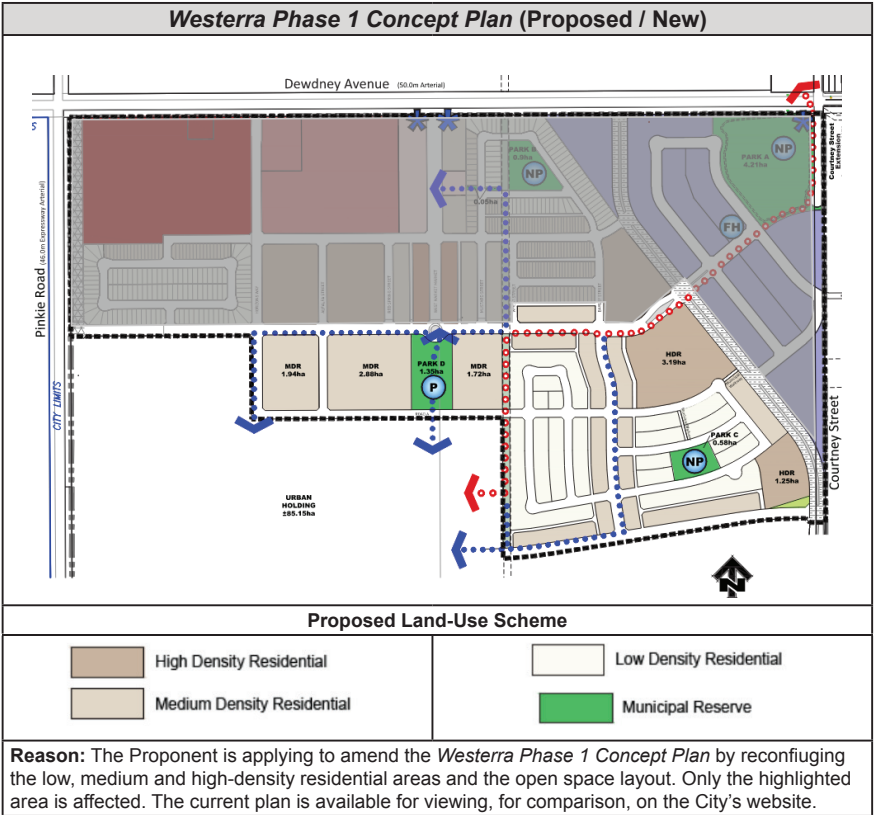 Westerra Phase 1 Concept Plan (Proposed / New)
Dewdney Avenue (50.0m Arterial)
S
Pinkie Road (46.0m Expressway Arterial)
CITY LIMITS
Courtney Street Extension
Courtney Street
PARK B
0.9ha
NP
0.05ha
PARK A
4.21ha
NP
FH
MDR
1.94ha
MDR
2.88ha
PARK D
1.35ha
P
MDR
1.72ha
HDR
3.19ha
PARK C
0.58ha
NP
HDR
1.25ha
URBAN
HOLDING
±85.15ha
N
Proposed Land-Use Scheme
High Density Residential
Medium Density Residential
Low Density Residential
Municipal Reserve
Reason: The Proponent is applying to amend the Westerra Phase 1 Concept Plan by reconfiuging
the low, medium and high-density residential areas and the open space layout. Only the highlighted
area is affected. The current plan is available for viewing, for comparison, on the City's website.